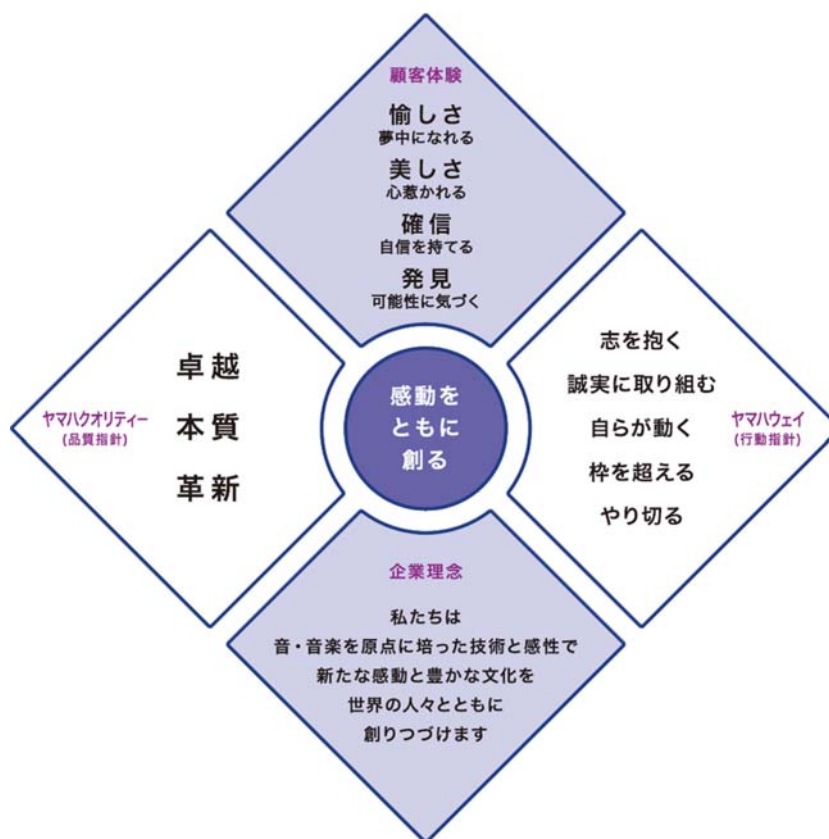 顧客体験
愉しさ
夢中になれる
美しさ
心惹かれる
確信
自信を持てる
発見
可能性に気づく
ヤマハクオリティー
(品質指針)
卓越
本質
革新
感動を
ともに
創る
志を抱く
誠実に取り組む
自らが動く
枠を超える
やり切る
ヤマハウェイ
(行動指針)
企業理念
私たちは
音・音楽を原点に培った技術と感性で
新たな感動と豊かな文化を
世界の人々とともに
創りつづけます